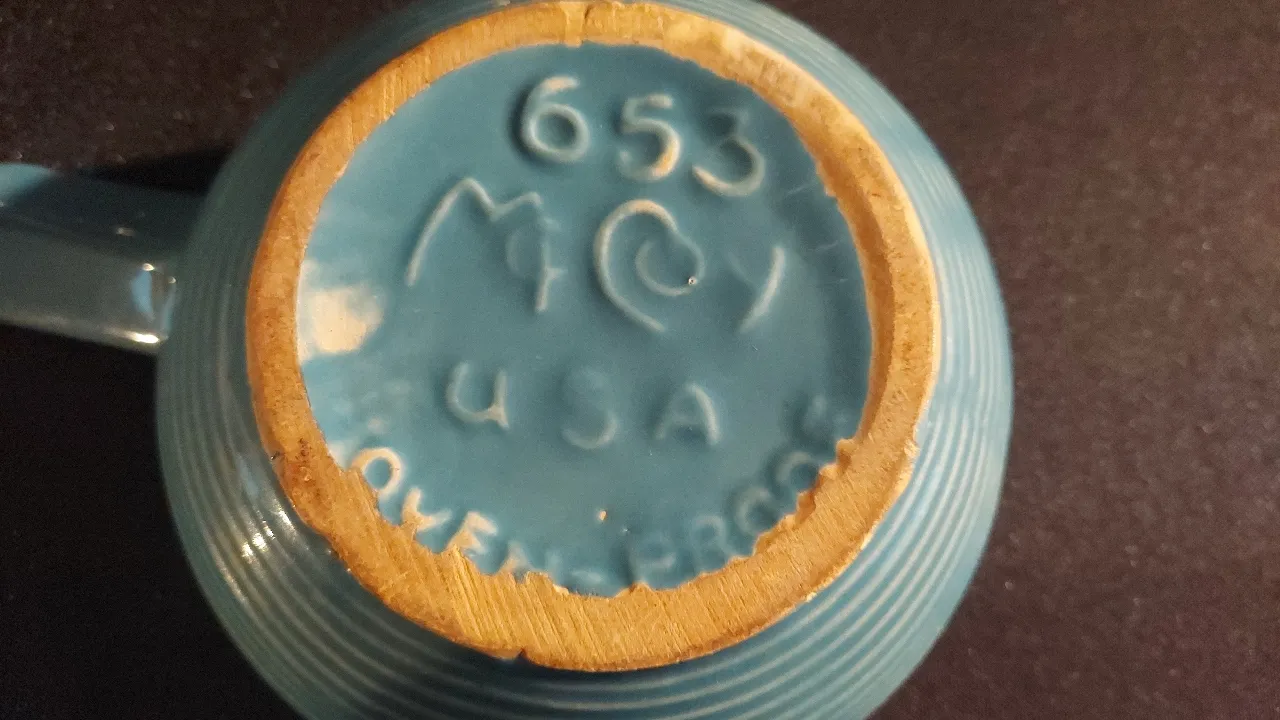 653
McCoy
USA
OVEN-PROOF